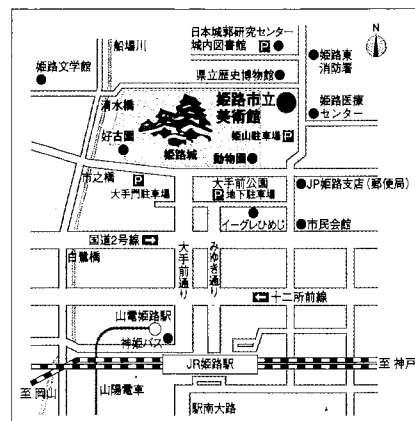 N
船場川
日本城郭研究センター
城内図書館 P
姫路東
消防署
姫路文学館
県立歴史博物館
清水橋
姫路市立
美術館
姫路医療
センター
好古園
姫山駐車場 P
姫路城
動物園
市之橋
P
大手門駐車場
大手前公園
P 地下駐車場
JP姫路支店(郵便局)
イーグレひめじ
市民会館
国道2号線
白鷺橋
大手前通り
みゆき通り
十二所前線
山電姫路駅
神姫バス
JR姫路駅
至神戸
至岡山
山陽電車
駅南大路